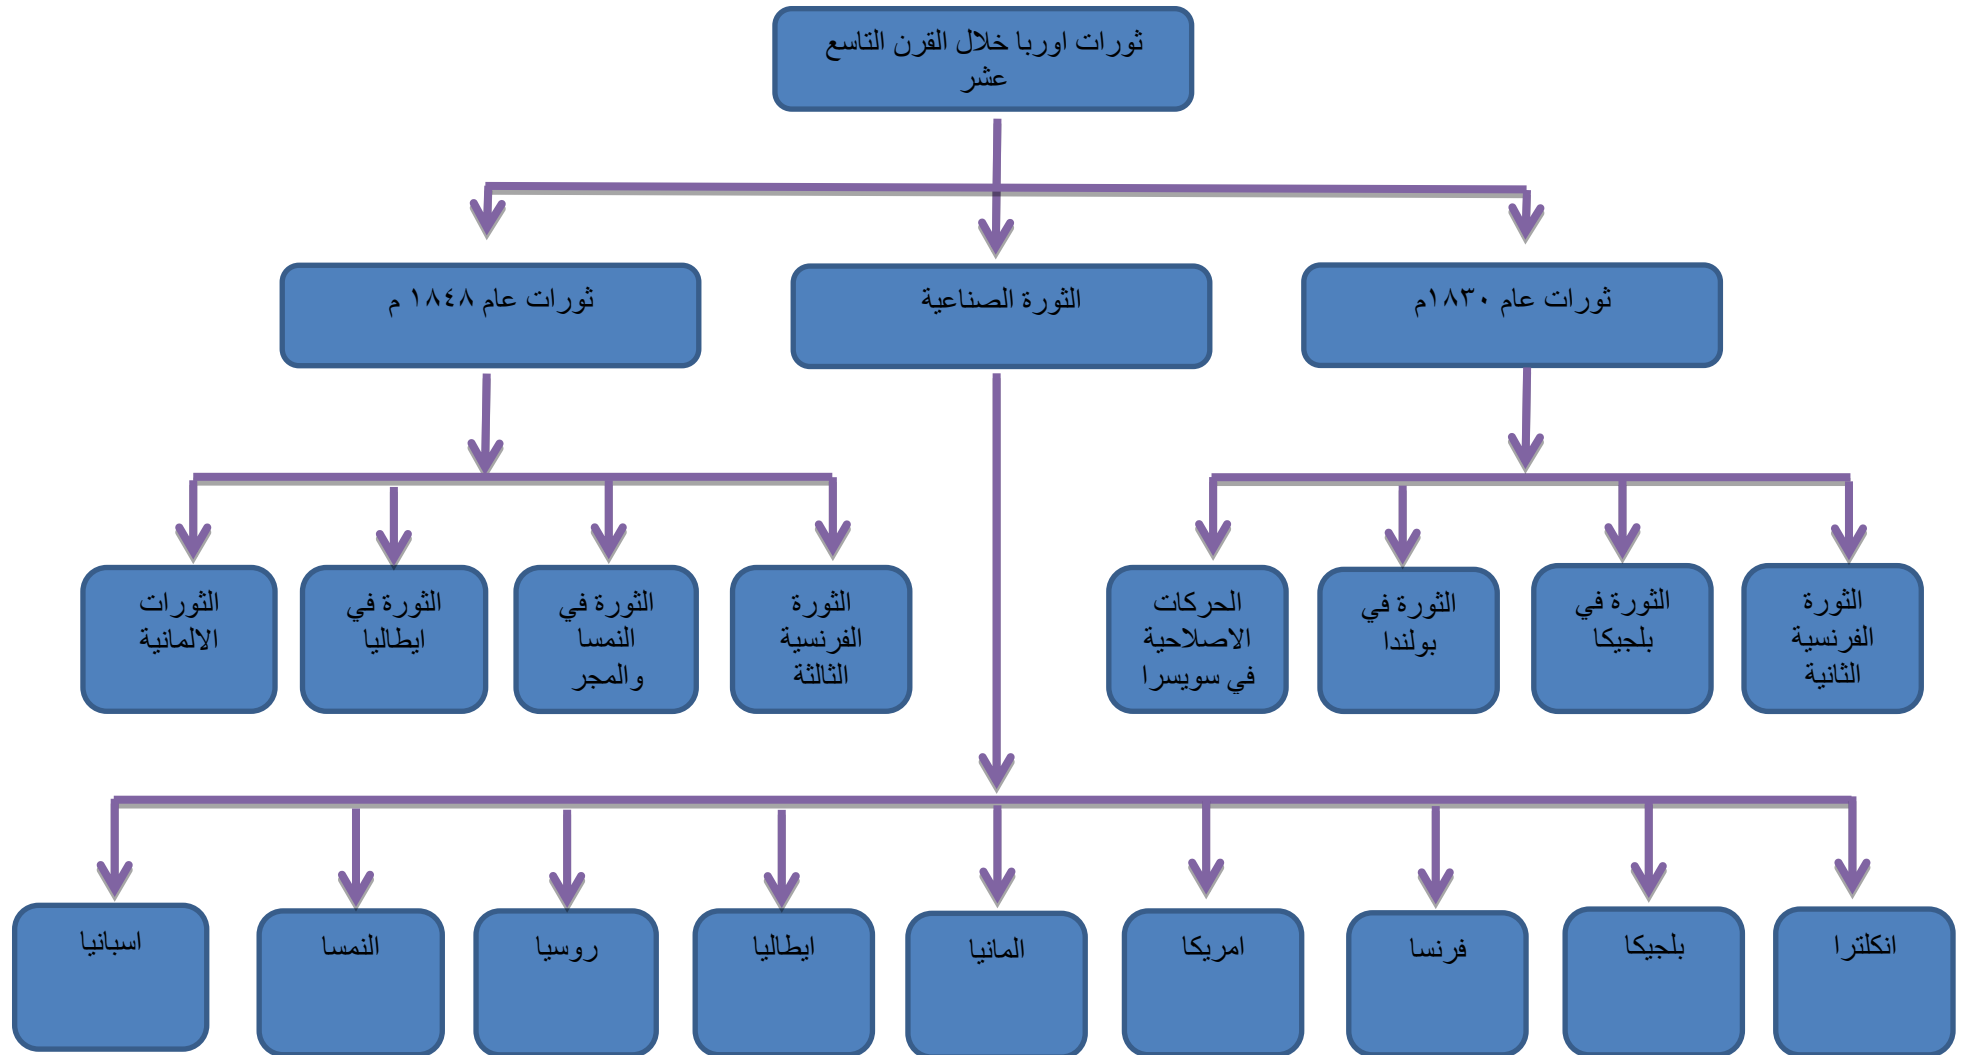 ثورات اوربا خلال القرن التاسع
عشر
ثورات عام ١٨٣٠م
الثورة الصناعية
ثورات عام ١٨٤٨ م
الثورة
الفرنسية
الثانية
الثورة في
بلجيكا
الثورة في
بولندا
الحركات
الاصلاحية
في سويسرا
الثورة
الفرنسية
الثالثة
الثورة في
النمسا
والمجر
الثورة في
ايطاليا
الثورات
الالمانية
انكلترا
بلجيكا
فرنسا
امريكا
المانيا
ايطاليا
روسيا
النمسا
اسبانيا